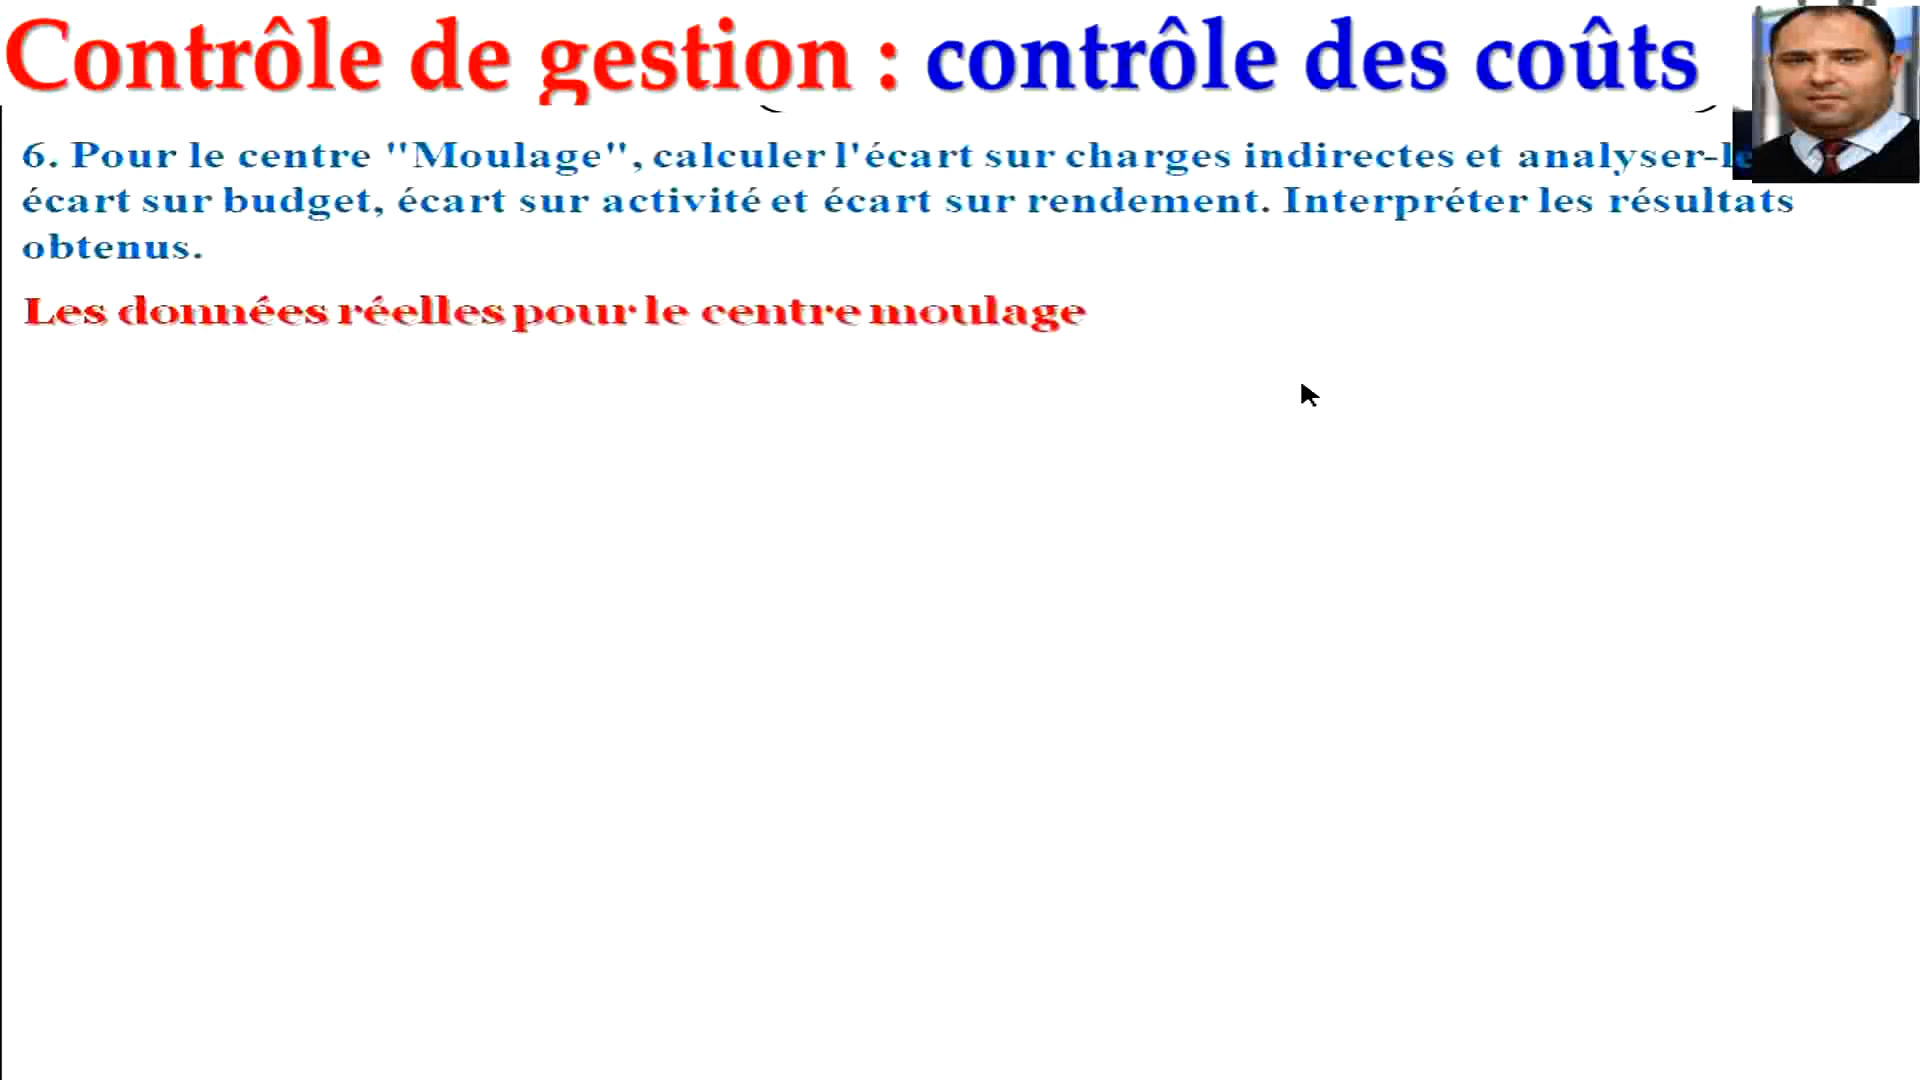 Contrôle de gestion : contrôle des coûts
6. Pour le centre "Moulage", calculer l'écart sur charges indirectes et analyser-le
écart sur budget, écart sur activité et écart sur rendement. Interpréter les résultats
obtenus.
Les données réelles pour le centre moulage